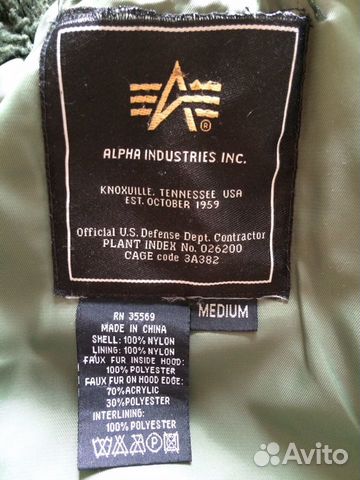 ®
ALPHA INDUSTRIES INC.
KNOXVILLE, TENNESSEE USA
EST. OCTOBER 1959
Official U.S. Defense Dept. Contractor
PLANT INDEX No. 026200
CAGE code 3A382
RN 35569
MADE IN CHINA
SHELL: 100% NYLON
LINING: 100% NYLON
FAUX FUR INSIDE HOOD:
100% POLYESTER
FAUX FUR ON HOOD EDGE:
70% ACRYLIC
30% POLYESTER
INTERLINING:
100% POLYESTER
MEDIUM
Avito